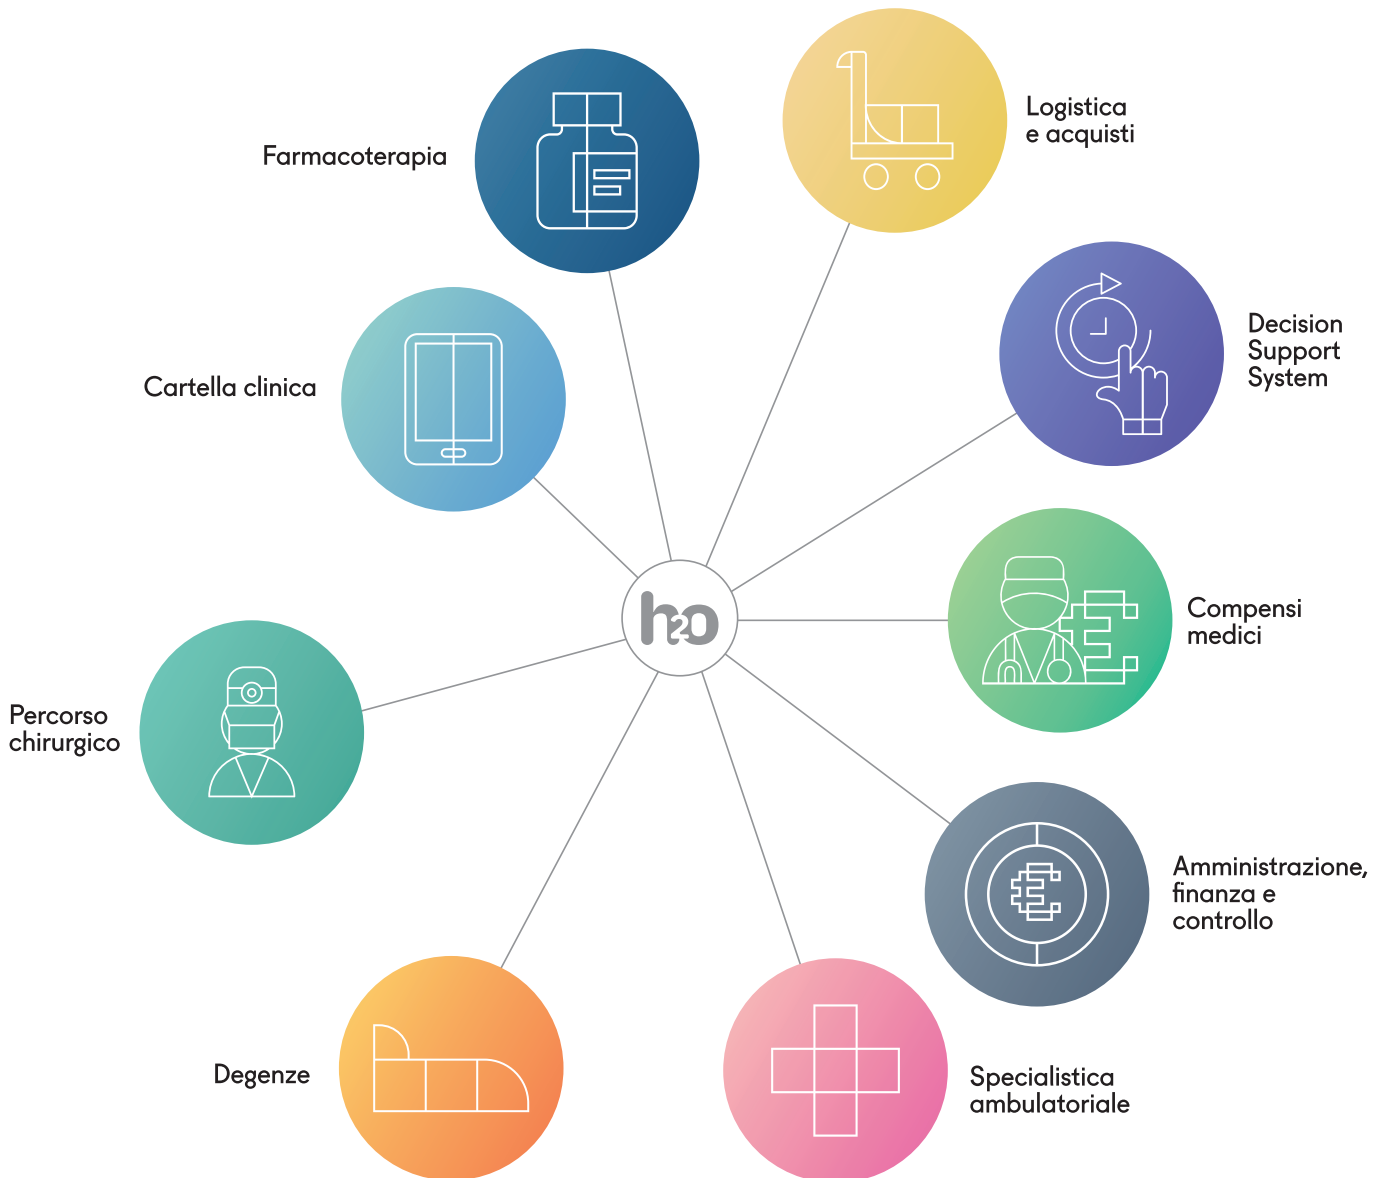 Logistica
e acquisti
Farmacoterapia
Decision
Support
System
Cartella clinica
h2o
Compensi
medici
Percorso
chirurgico
Amministrazione,
finanza e
controllo
Degenze
Specialistica
ambulatoriale